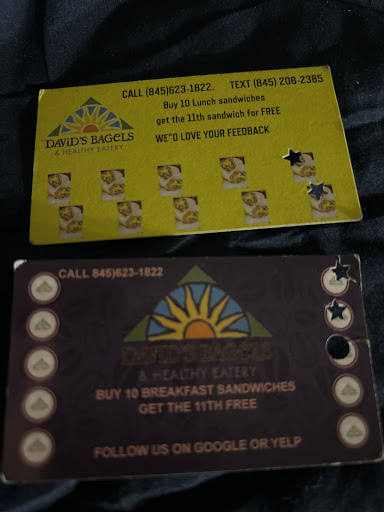 CALL (845)623-1822.   TEXT (845) 208-2385
Buy 10 Lunch sandwiches
get the 11th sandwich for FREE
WE"D LOVE YOUR FEEDBACK
DAVID'S BAGELS
& HEALTHY EATERY
CALL 845)623-1822
DAVID'S BAGELS
& HEALTHY EATERY
BUY 10 BREAKFAST SANDWICHES
GET THE 11TH FREE
FOLLOW US ON GOOGLE OR YELP